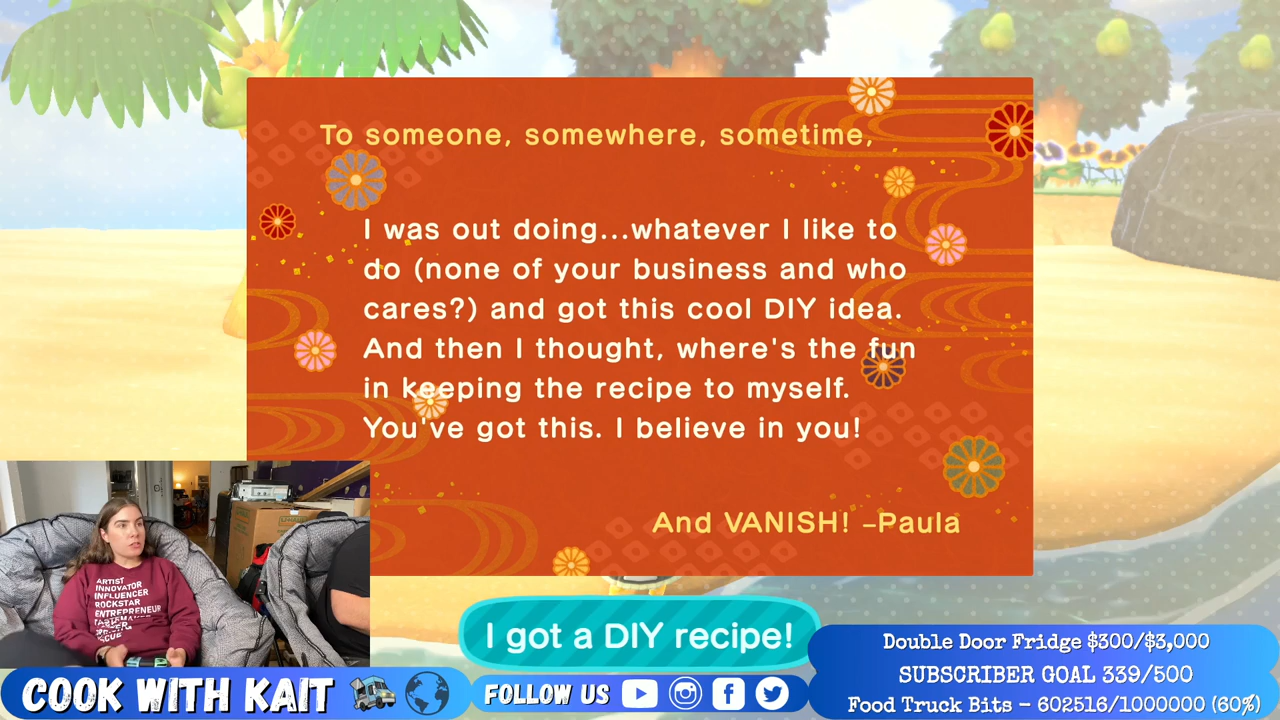 To someone, somewhere, sometime,
I was out doing...whatever I like to
do (none of your business and who
cares?) and got this cool DIY idea.
And then I thought, where's the fun
in keeping the recipe to myself.
You've got this. I believe in you!
And VANISH! –Paula
ARTIST
INNOVATOR
INFLUENCER
ROCKSTAR
ENTREPRENEUR
I got a DIY recipe!
Double Door Fridge $300/$3,000
SUBSCRIBER GOAL 339/500
Food Truck Bits - 602516/1000000 (60%)
COOK WITH KAIT
FOLLOW US